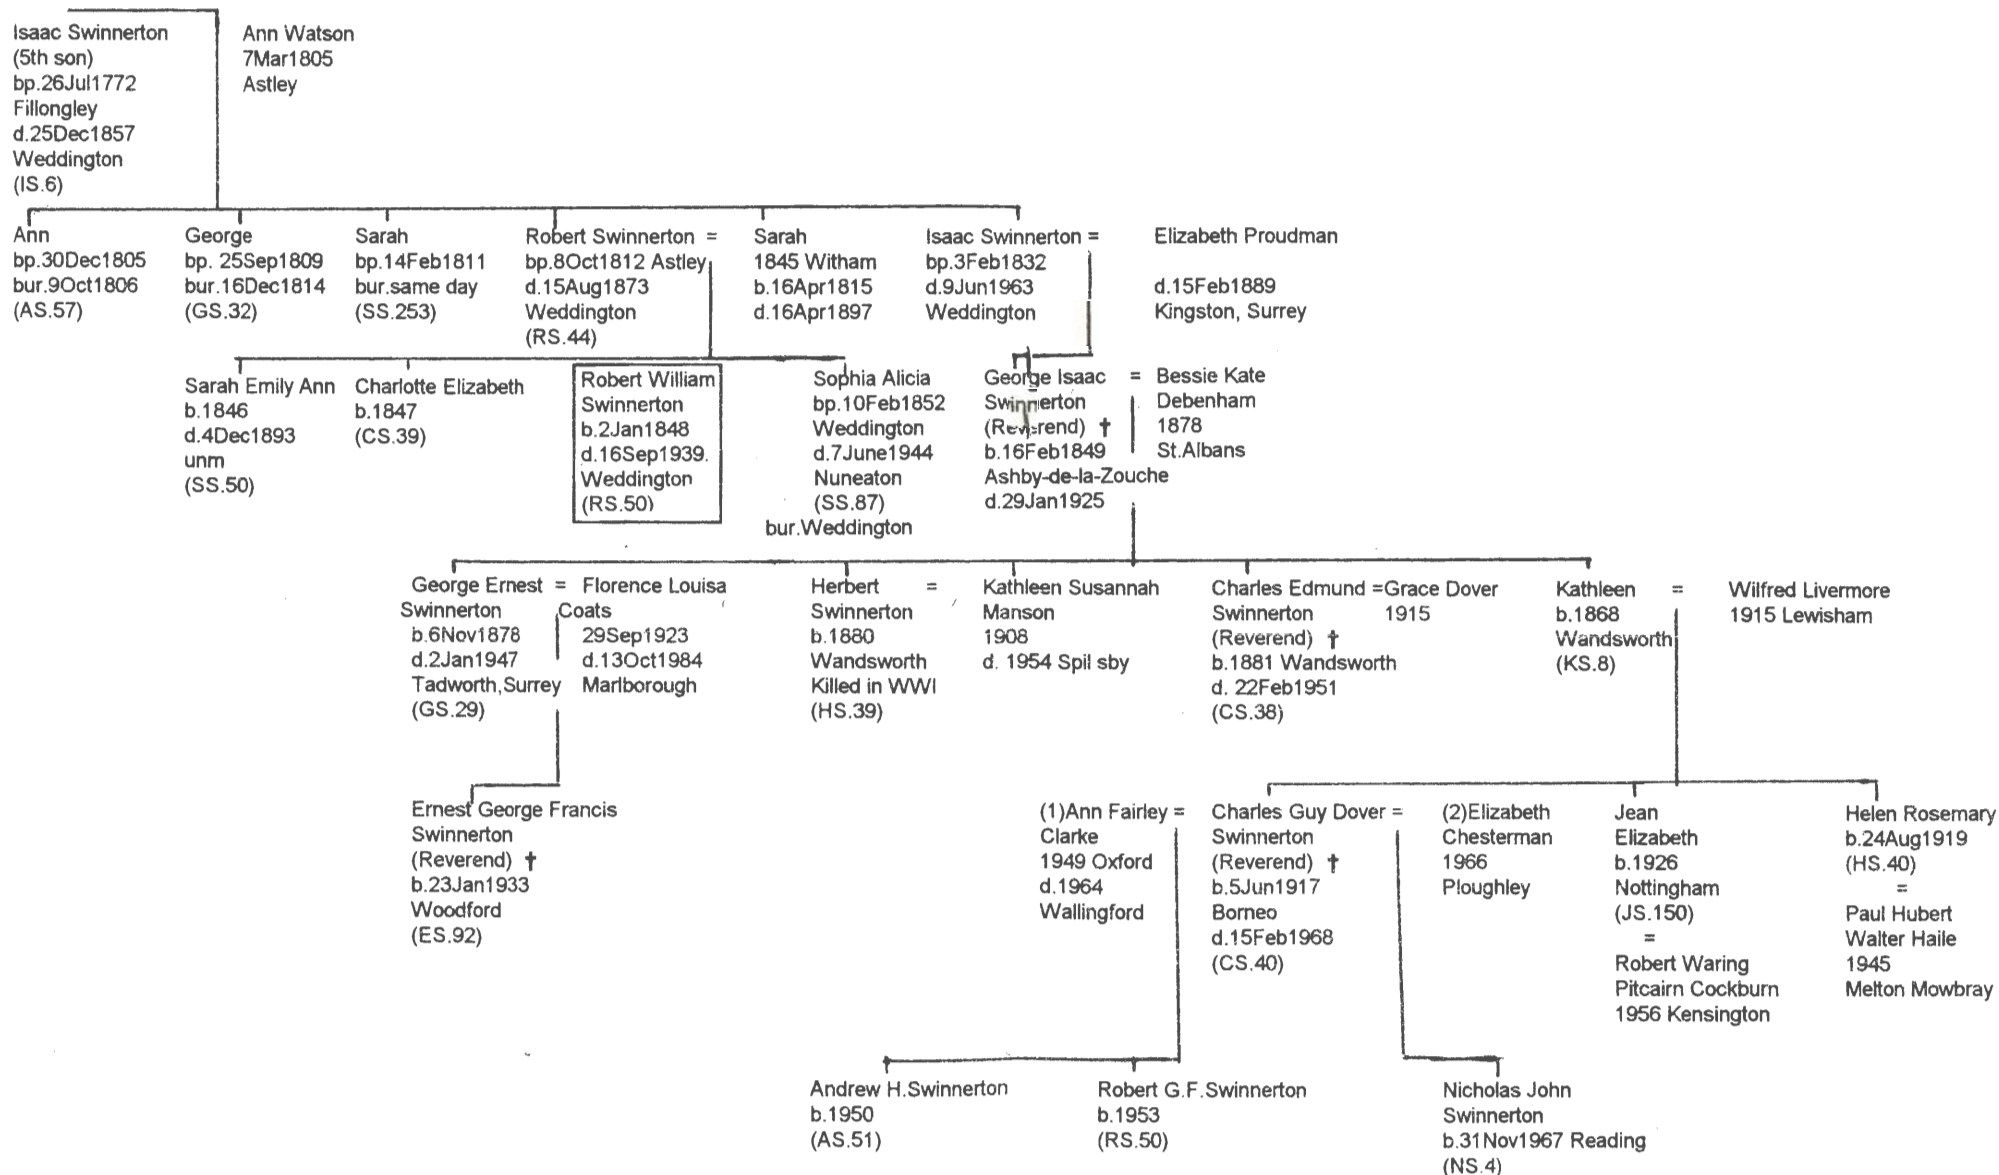 Isaac Swinnerton
(5th son)
bp.26Jul1772
Fillongley
d.25Dec1857
Weddington
(IS.6)
Ann Watson
7Mar1805
Astley
Ann
bp.30Dec1805
bur.9Oct1806
(AS.57)
George
bp. 25Sep1809
bur.16Dec1814
(GS.32)
Sarah
bp.14Feb1811
bur.same day
(SS.253)
Robert Swinnerton =
bp.8Oct1812 Astley
d.15Aug1873
Weddington
(RS.44)
Sarah
1845 Witham
b.16Apr1815
d.16Apr1897
Isaac Swinnerton =
bp.3Feb1832
d.9Jun1963
Weddington
Elizabeth Proudman
d.15Feb1889
Kingston, Surrey
Sarah Emily Ann
b.1846
d.4Dec1893
unm
(SS.50)
Charlotte Elizabeth
b.1847
(CS.39)
Robert William
Swinnerton
b.2Jan1848
d.16Sep1939.
Weddington
(RS.50)
Sophia Alicia
bp.10Feb1852
Weddington
d.7June1944
Nuneaton
(SS.87)
bur.Weddington
George Isaac =
Swinnerton
(Reverend) †
b.16Feb1849
Ashby-de-la-Zouche
d.29Jan1925
Bessie Kate
Debenham
1878
St.Albans
George Ernest =
Swinnerton
b.6Nov1878
d.2Jan1947
Tadworth,Surrey
(GS.29)
Florence Louisa
Coats
29Sep1923
d.13Oct1984
Marlborough
Herbert =
Swinnerton
b.1880
Wandsworth
Killed in WWI
(HS.39)
Kathleen Susannah
Manson
1908
d. 1954 Spil sby
Charles Edmund =
Swinnerton
(Reverend) †
b.1881 Wandsworth
d. 22Feb1951
(CS.38)
Grace Dover
1915
Kathleen =
b.1868
Wandsworth
(KS.8)
Wilfred Livermore
1915 Lewisham
Ernest George Francis
Swinnerton
(Reverend) †
b.23Jan1933
Woodford
(ES.92)
(1)Ann Fairley =
Clarke
1949 Oxford
d.1964
Wallingford
Charles Guy Dover =
Swinnerton
(Reverend) †
b.5Jun1917
Borneo
d.15Feb1968
(CS.40)
(2)Elizabeth
Chesterman
1966
Ploughley
Jean
Elizabeth
b.1926
Nottingham
(JS.150)
=
Robert Waring
Pitcairn Cockburn
1956 Kensington
Helen Rosemary
b.24Aug1919
(HS.40)
=
Paul Hubert
Walter Haile
1945
Melton Mowbray
Andrew H.Swinnerton
b.1950
(AS.51)
Robert G.F.Swinnerton
b.1953
(RS.50)
Nicholas John
Swinnerton
b.31Nov1967 Reading
(NS.4)